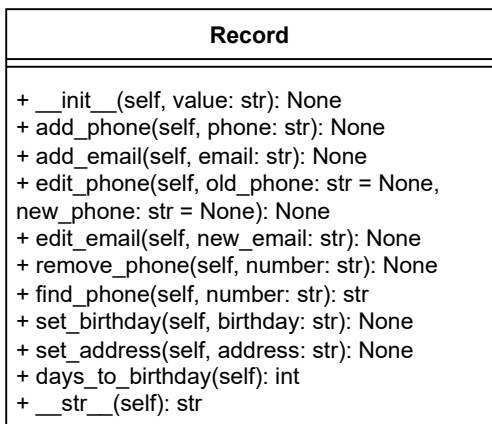 Record
+ __init__(self, value: str): None
+ add_phone(self, phone: str): None
+ add_email(self, email: str): None
+ edit_phone(self, old_phone: str = None,
new_phone: str = None): None
+ edit_email(self, new_email: str): None
+ remove_phone(self, number: str): None
+ find_phone(self, number: str): str
+ set_birthday(self, birthday: str): None
+ set_address(self, address: str): None
+ days_to_birthday(self): int
+ __str__(self): str